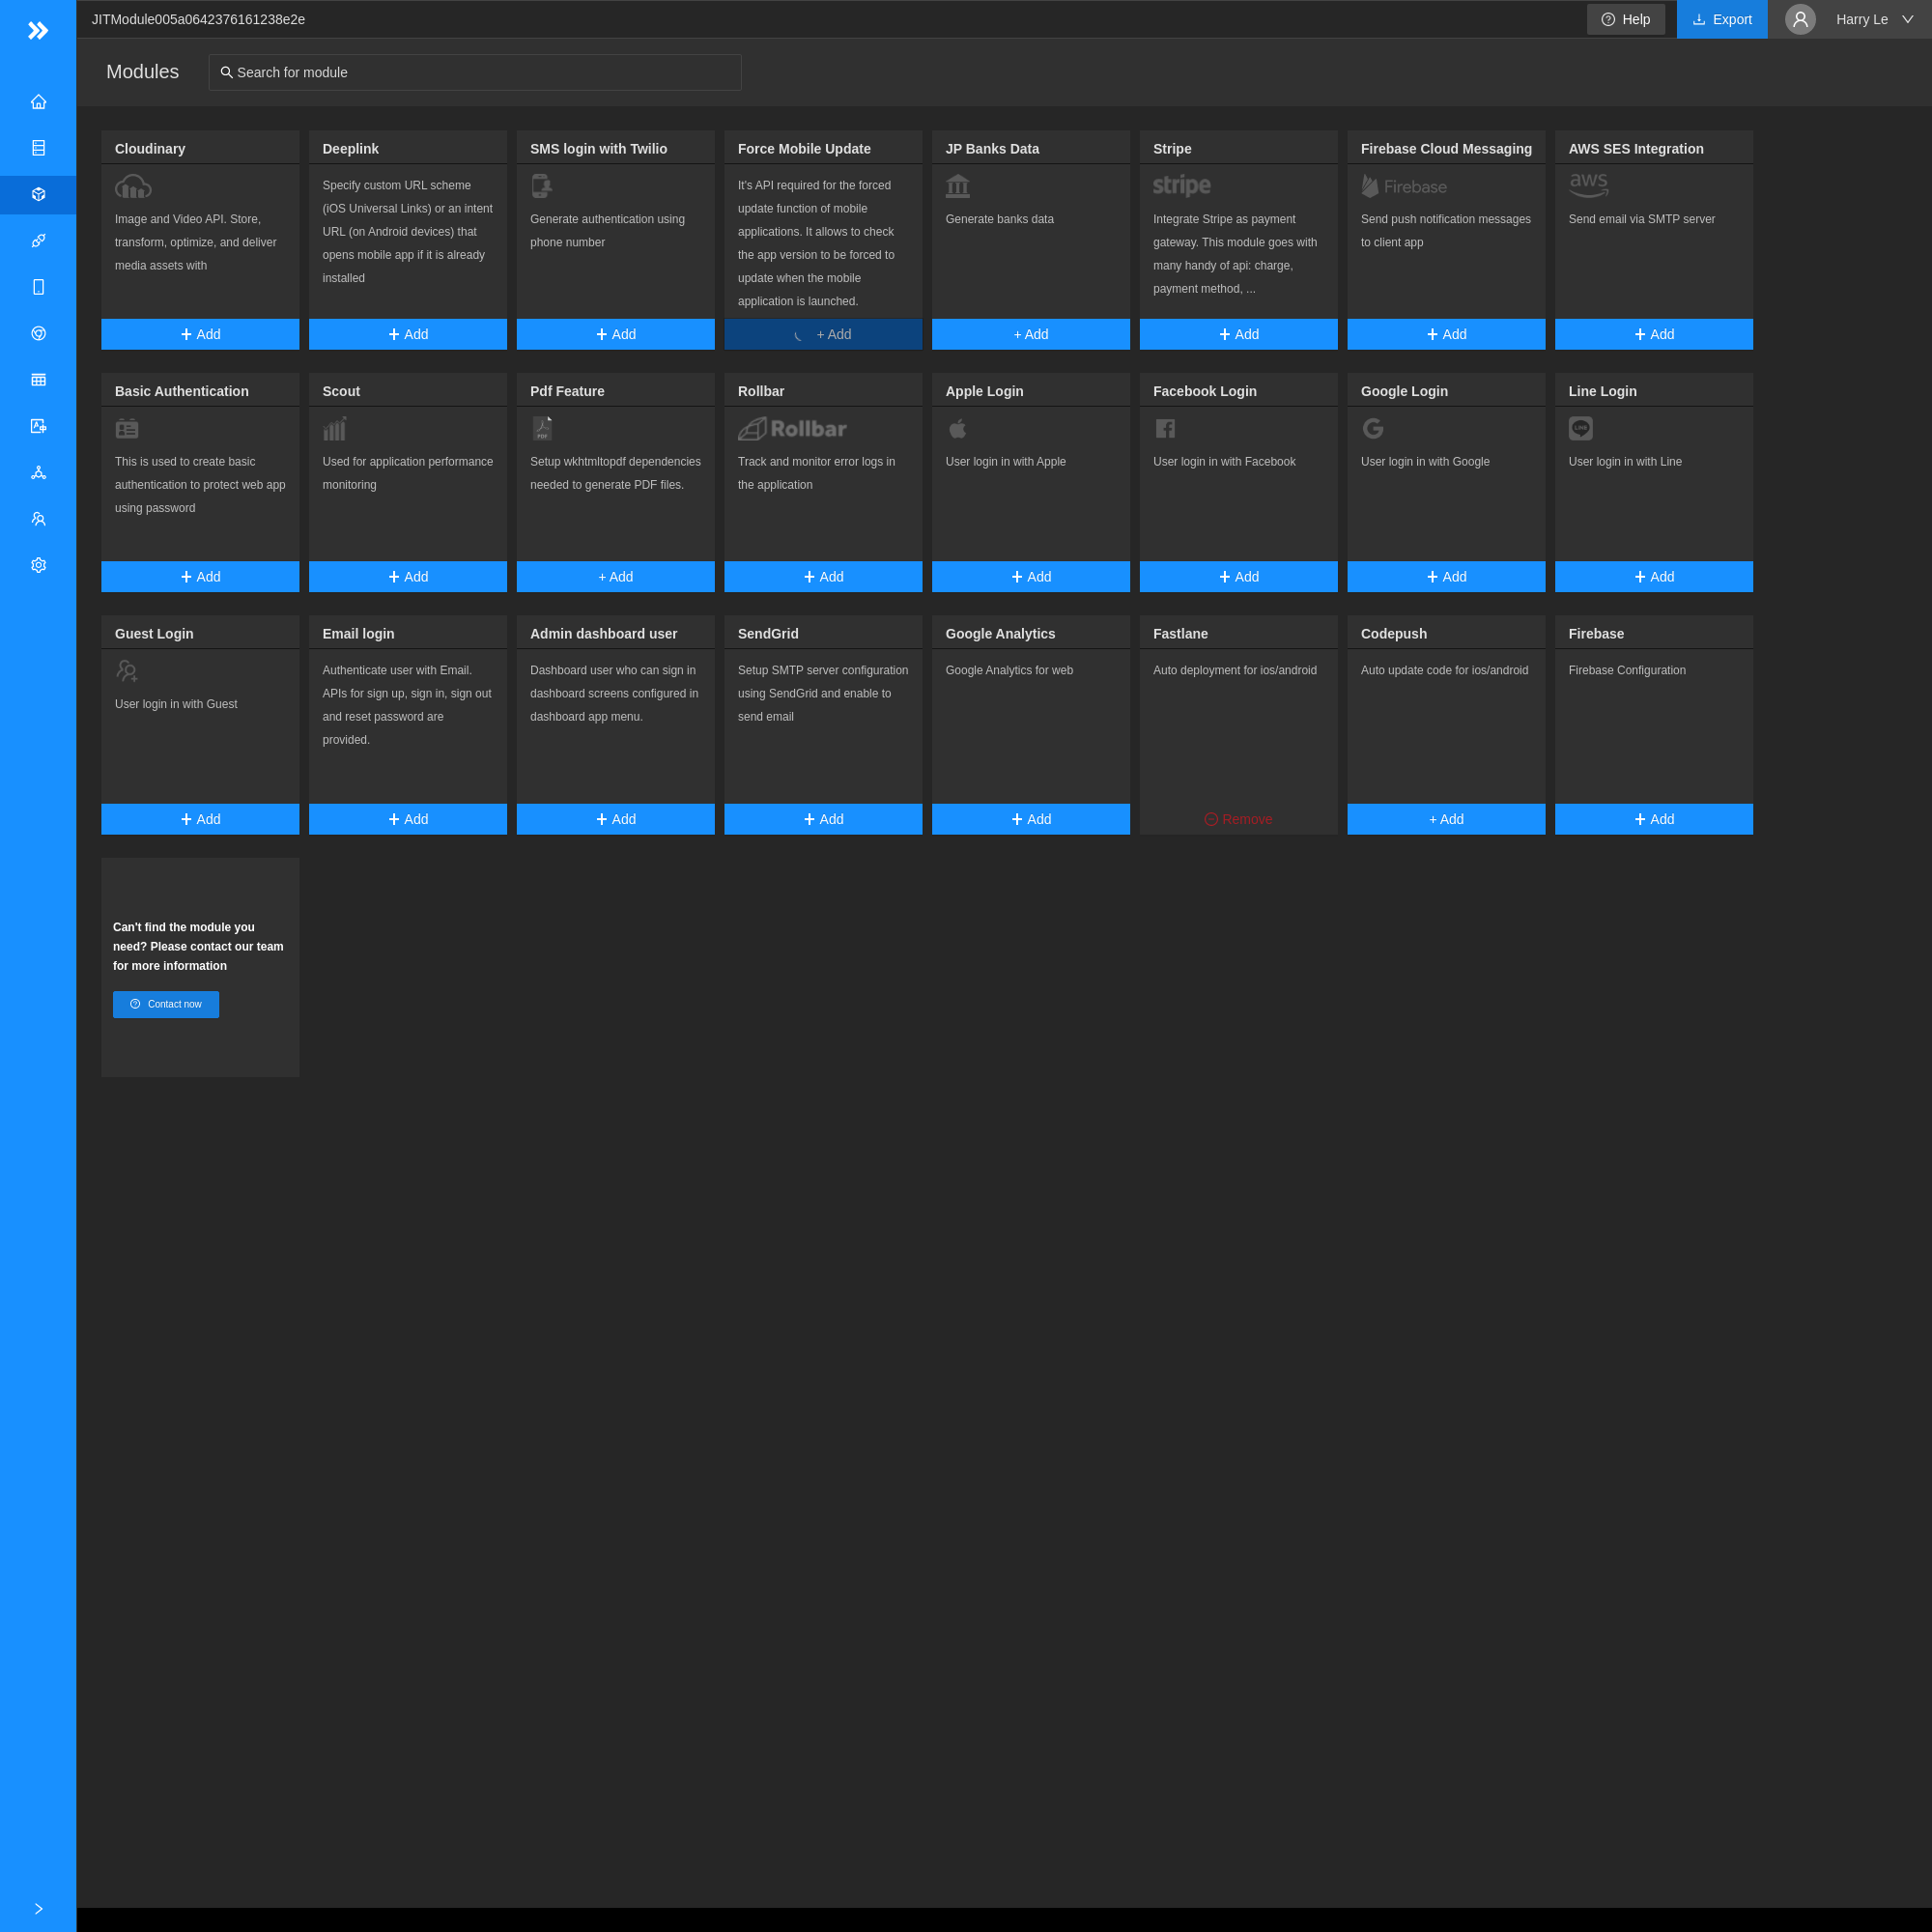 JITModule005a0642376161238e2e
Help
Export
Harry Le
Modules
Search for module
Cloudinary
Image and Video API. Store,
transform, optimize, and deliver
media assets with
+ Add
Deeplink
Specify custom URL scheme
(iOS Universal Links) or an intent
URL (on Android devices) that
opens mobile app if it is already
installed
+ Add
SMS login with Twilio
Generate authentication using
phone number
+ Add
Force Mobile Update
It's API required for the forced
update function of mobile
applications. It allows to check
the app version to be forced to
update when the mobile
application is launched.
+ Add
JP Banks Data
Generate banks data
+ Add
Stripe
stripe
Integrate Stripe as payment
gateway. This module goes with
many handy of api: charge,
payment method, ...
+ Add
Firebase Cloud Messaging
Firebase
Send push notification messages
to client app
+ Add
AWS SES Integration
aws
Send email via SMTP server
+ Add
Basic Authentication
This is used to create basic
authentication to protect web app
using password
+ Add
Scout
Used for application performance
monitoring
+ Add
Pdf Feature
PDF
Setup wkhtmltopdf dependencies
needed to generate PDF files.
+ Add
Rollbar
Rollbar
Track and monitor error logs in
the application
+ Add
Apple Login
User login in with Apple
+ Add
Facebook Login
User login in with Facebook
+ Add
Google Login
User login in with Google
+ Add
Line Login
LINE
User login in with Line
+ Add
Guest Login
User login in with Guest
+ Add
Email login
Authenticate user with Email.
APIs for sign up, sign in, sign out
and reset password are
provided.
+ Add
Admin dashboard user
Dashboard user who can sign in
dashboard screens configured in
dashboard app menu.
+ Add
SendGrid
Setup SMTP server configuration
using SendGrid and enable to
send email
+ Add
Google Analytics
Google Analytics for web
+ Add
Fastlane
Auto deployment for ios/android
Remove
Codepush
Auto update code for ios/android
+ Add
Firebase
Firebase Configuration
+ Add
Can't find the module you
need? Please contact our team
for more information
Contact now